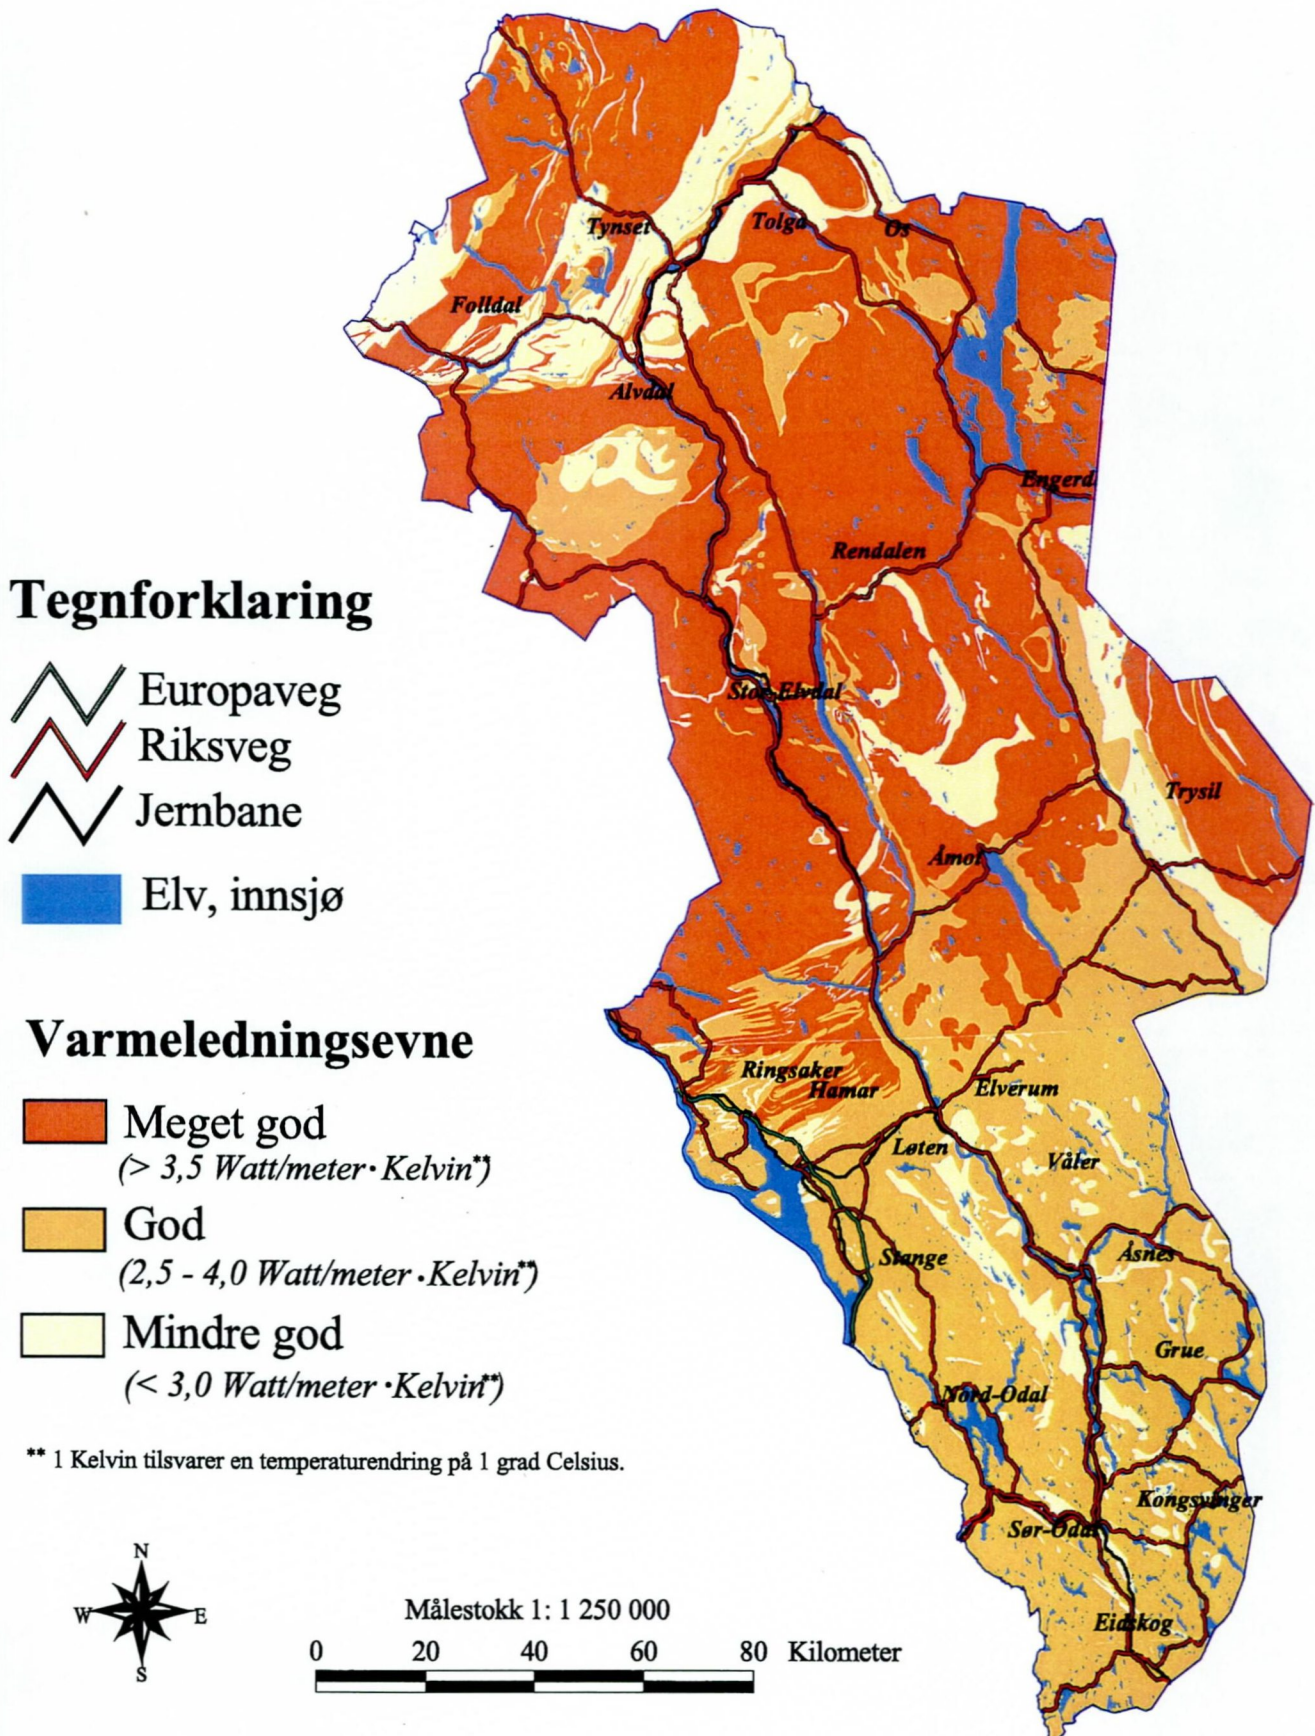 Tynset
Tolga
Os
Folldal
Alvdal
Engerd
Rendalen
Stor-Elvdal
Trysil
Åmot
Ringsaker
Hamar
Elverum
Løten
Våler
Stange
Åsnes
Grue
Nord-Odal
Kongsvinger
Sør-Odal
Eidskog
Tegnforklaring
Europaveg
Riksveg
Jernbane
Elv, innsjø
Varmeledningsevne
Meget god
(> 3,5 Watt/meter·Kelvin**)
God
(2,5 - 4,0 Watt/meter·Kelvin**)
Mindre god
(< 3,0 Watt/meter·Kelvin**)
** 1 Kelvin tilsvarer en temperaturendring på 1 grad Celsius.
N
W E
S
Målestokk 1: 1 250 000
0 20 40 60 80 Kilometer